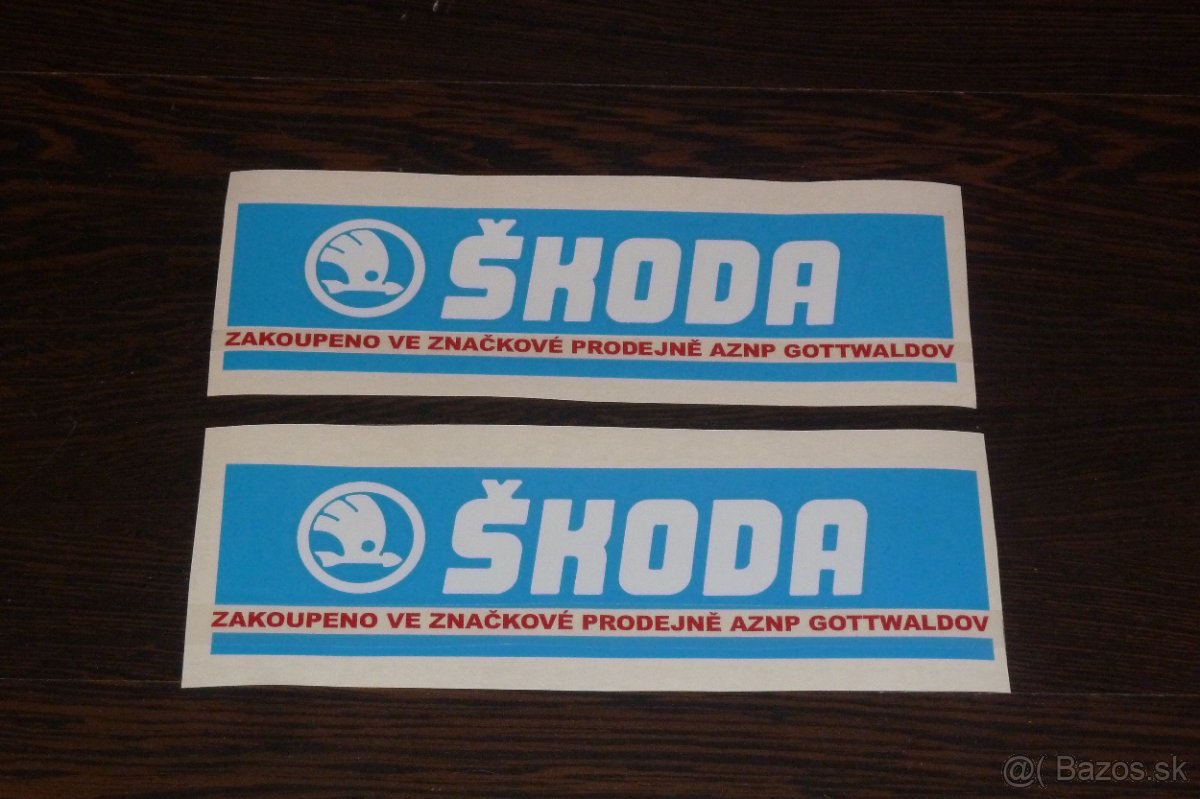 ŠKODA
ZAKOUPENO VE ZNAČKOVÉ PRODEJNĚ AZNP GOTTWALDOV
ŠKODA
ZAKOUPENO VE ZNAČKOVÉ PRODEJNĚ AZNP GOTTWALDOV
@( Bazos.sk